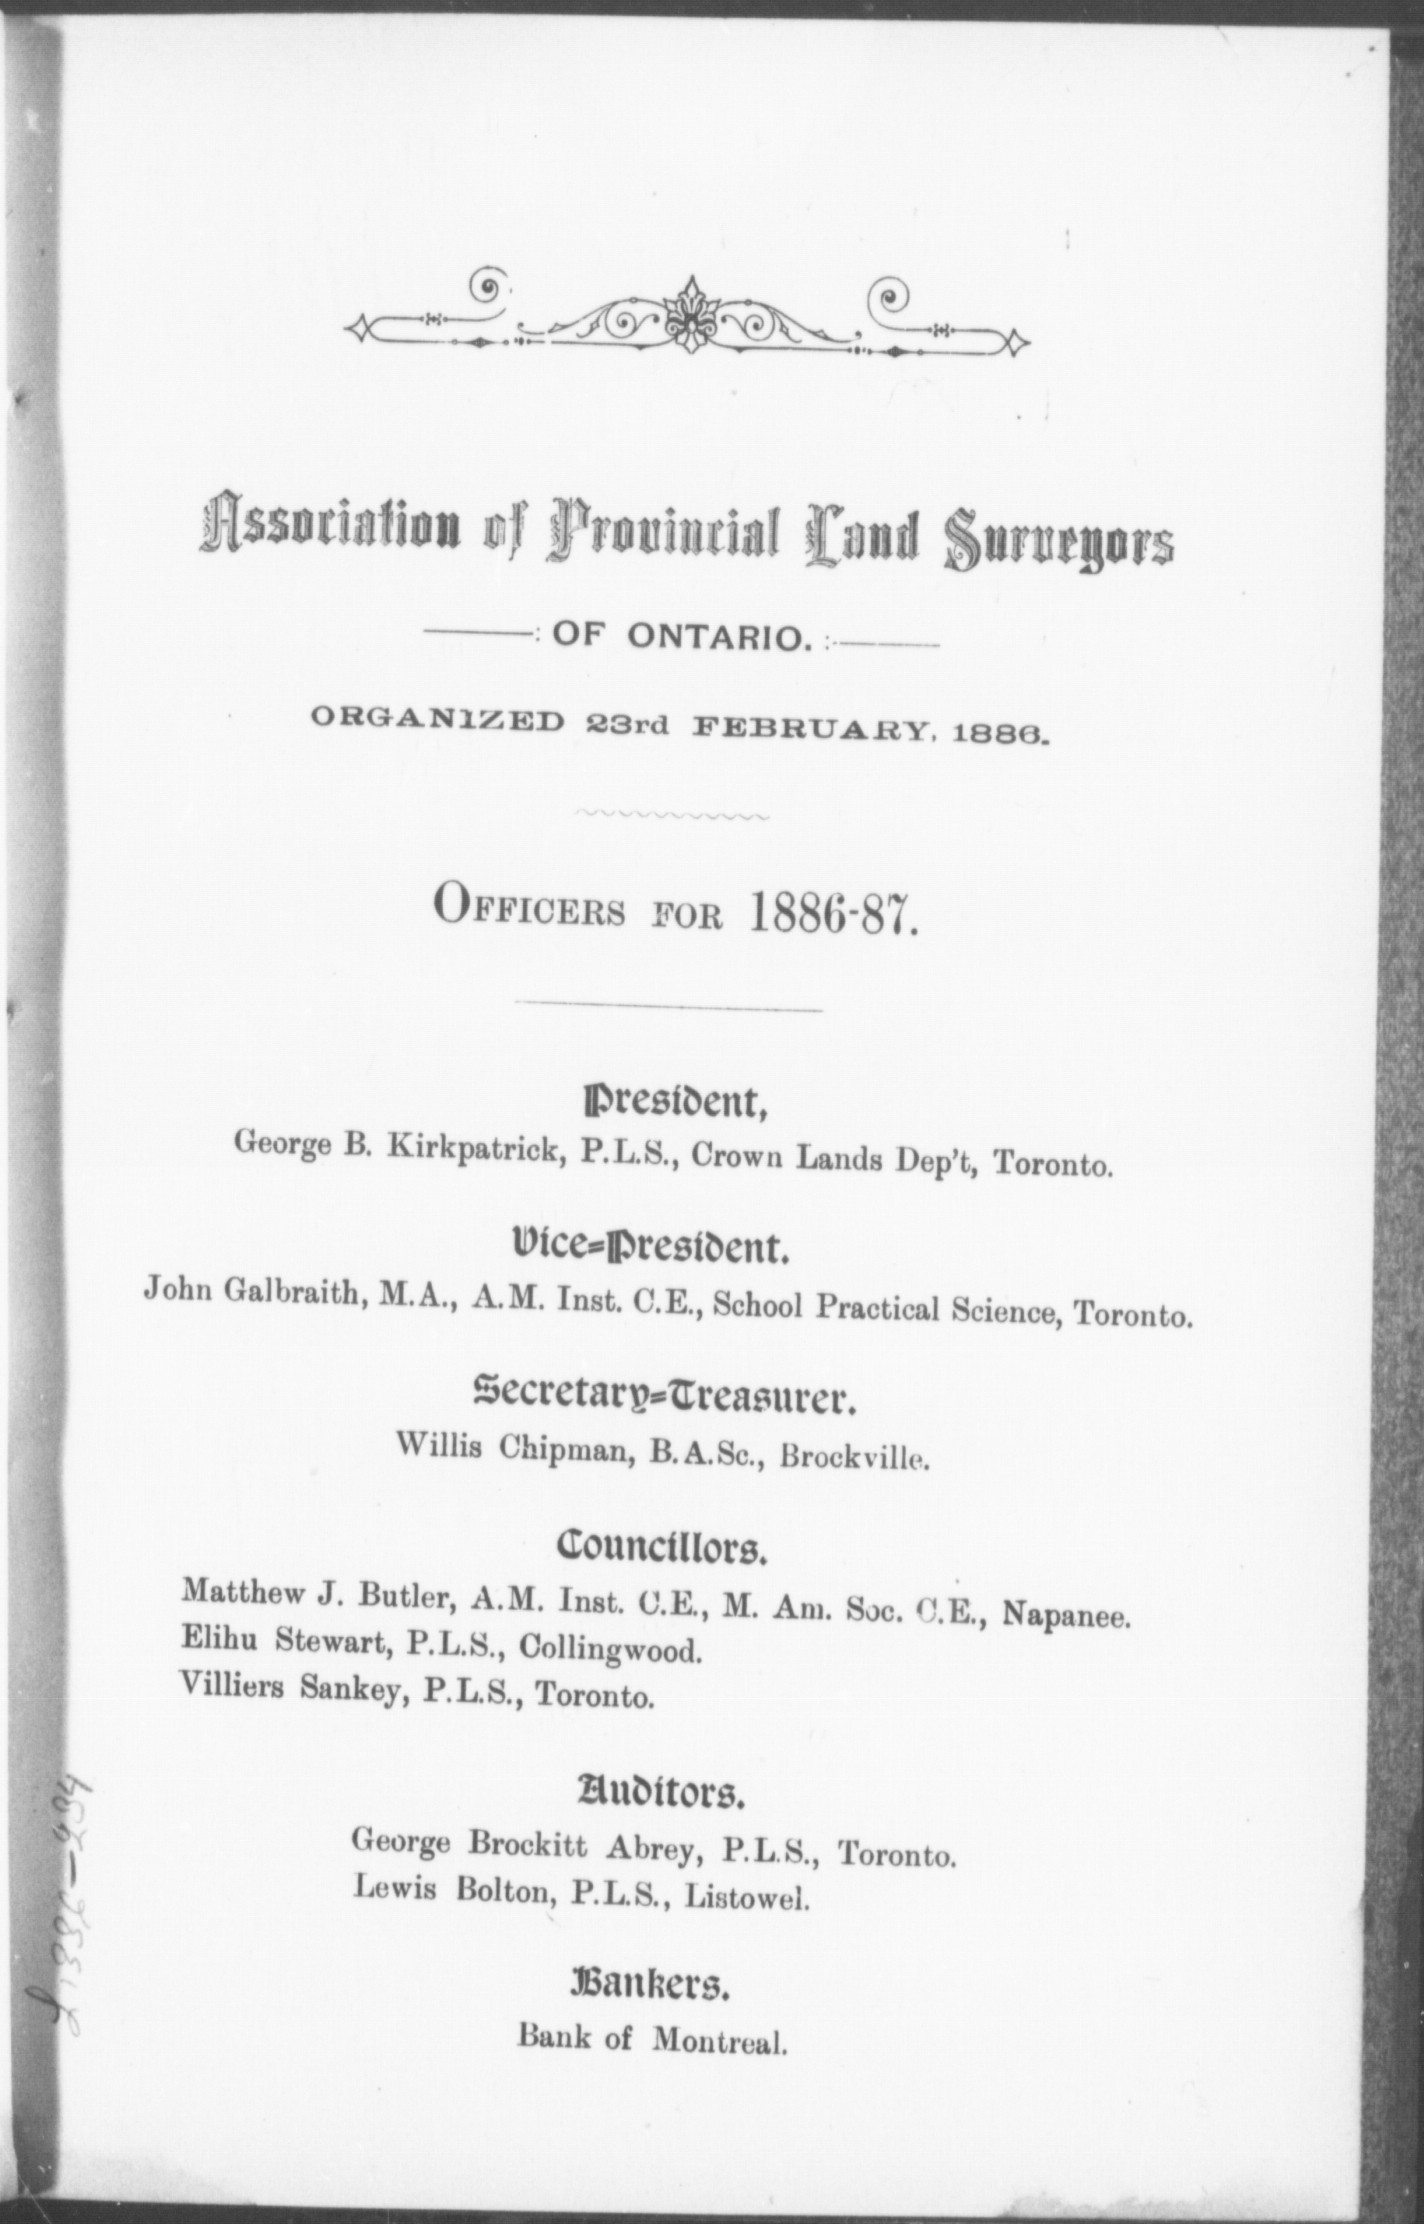 Association of Provincial Land Surveyors
OF ONTARIO.
ORGANIZED 23rd FEBRUARY, 1886.
OFFICERS FOR 1886-87.
President,
George B. Kirkpatrick, P.L.S., Crown Lands Dep't, Toronto.
Vice-President.
John Galbraith, M.A., A.M. Inst. C.E., School Practical Science, Toronto.
Secretary-Treasurer.
Willis Chipman, B.A.Sc., Brockville.
Councillors.
Matthew J. Butler, A.M. Inst. C.E., M. Am. Soc. C.E., Napanee.
Elihu Stewart, P.L.S., Collingwood.
Villiers Sankey, P.L.S., Toronto.
Auditors.
George Brockitt Abrey, P.L.S., Toronto.
Lewis Bolton, P.L.S., Listowel.
Bankers.
Bank of Montreal.